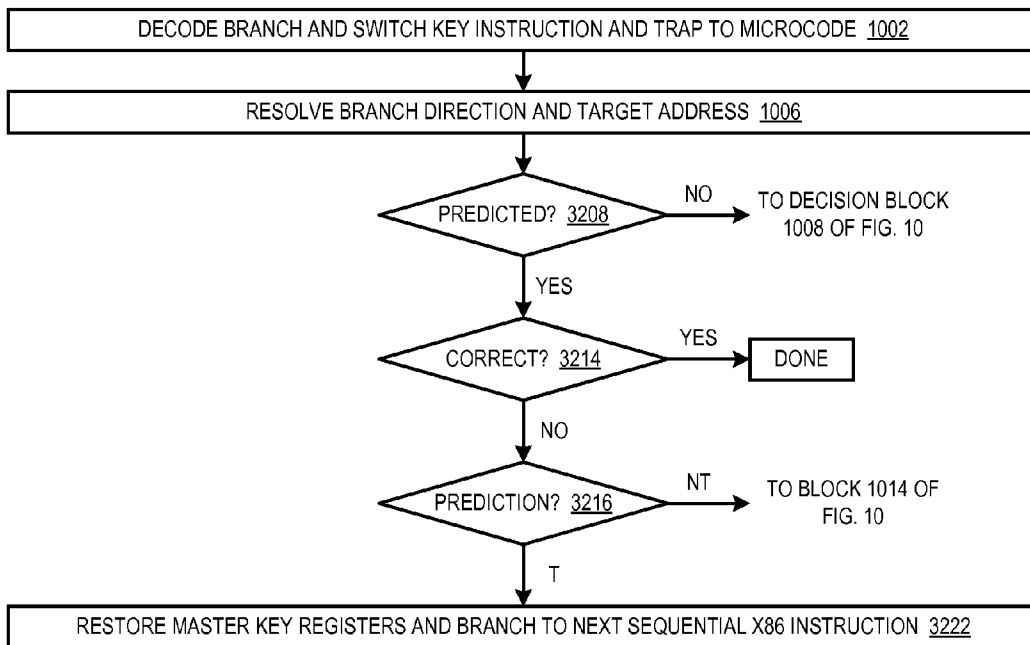 DECODE BRANCH AND SWITCH KEY INSTRUCTION AND TRAP TO MICROCODE 1002
RESOLVE BRANCH DIRECTION AND TARGET ADDRESS 1006
PREDICTED? 3208
NO
TO DECISION BLOCK
1008 OF FIG. 10
YES
CORRECT? 3214
YES
DONE
NO
PREDICTION? 3216
NT
TO BLOCK 1014 OF
FIG. 10
T
RESTORE MASTER KEY REGISTERS AND BRANCH TO NEXT SEQUENTIAL X86 INSTRUCTION 3222